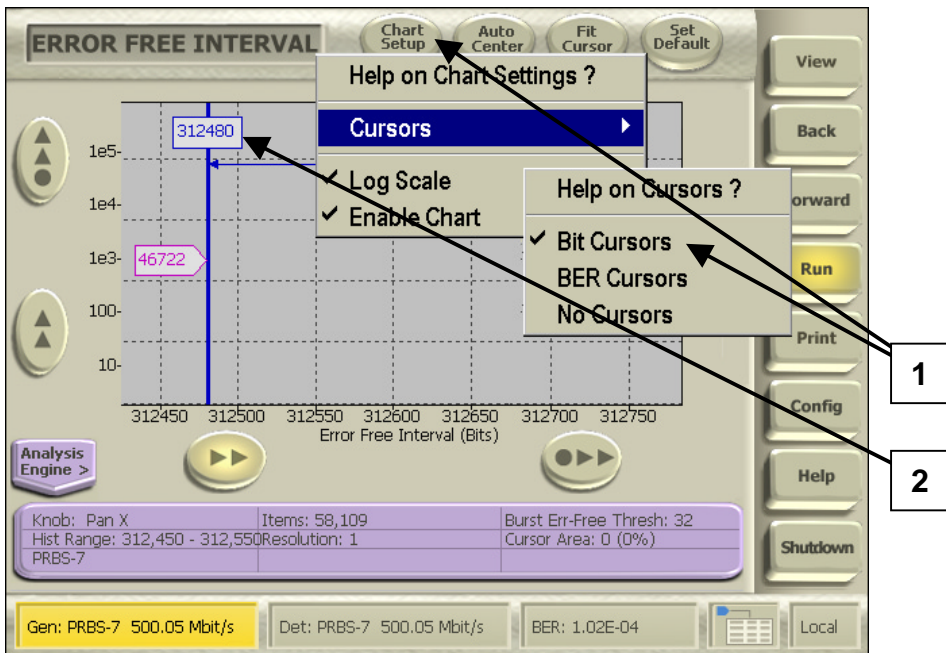 ERROR FREE INTERVAL
Chart Setup
Auto Center
Fit Cursor
Set Default
View
Back
orward
Run
Print
Config
Help
Shutdown
Help on Chart Settings ?
Cursors
Log Scale
Enable Chart
Help on Cursors ?
Bit Cursors
BER Cursors
No Cursors
312480
46722
1e5-
1e4-
1e3-
100-
10-
312450 312500 312550 312600 312650 312700 312750
Error Free Interval (Bits)
Analysis Engine >
Knob: Pan X
Items: 58,109
Burst Err-Free Thresh: 32
Hist Range: 312,450 - 312,550
Resolution: 1
Cursor Area: 0 (0%)
PRBS-7
Gen: PRBS-7 500.05 Mbit/s
Det: PRBS-7 500.05 Mbit/s
BER: 1.02E-04
Local
1
2